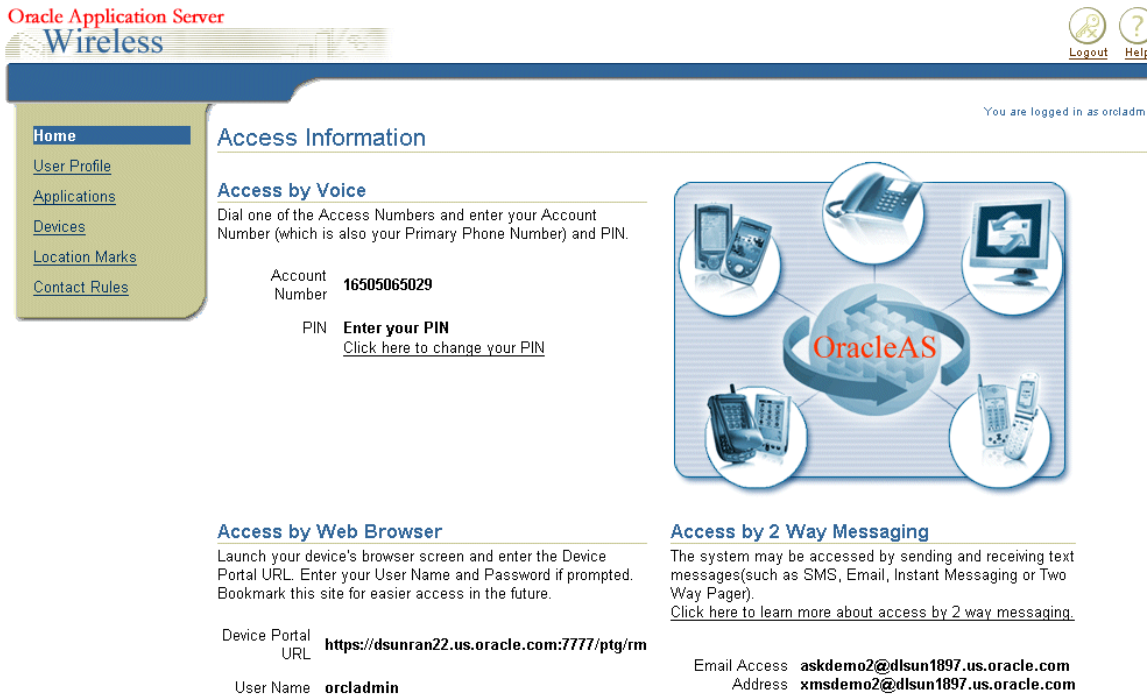 Oracle Application Server
Wireless
Logout
Help
You are logged in as orcladm
Home
User Profile
Applications
Devices
Location Marks
Contact Rules
Access Information
Access by Voice
Dial one of the Access Numbers and enter your Account
Number (which is also your Primary Phone Number) and PIN.
Account
Number
16505065029
PIN
Enter your PIN
Click here to change your PIN
OracleAS
Access by Web Browser
Launch your device's browser screen and enter the Device
Portal URL. Enter your User Name and Password if prompted.
Bookmark this site for easier access in the future.
Device Portal
URL
https://dsunran22.us.oracle.com:7777/ptg/rm
User Name
orcladmin
Access by 2 Way Messaging
The system may be accessed by sending and receiving text
messages(such as SMS, Email, Instant Messaging or Two
Way Pager).
Click here to learn more about access by 2 way messaging.
Email Access
Address
askdemo2@dlsun1897.us.oracle.com
xmsdemo2@dlsun1897.us.oracle.com